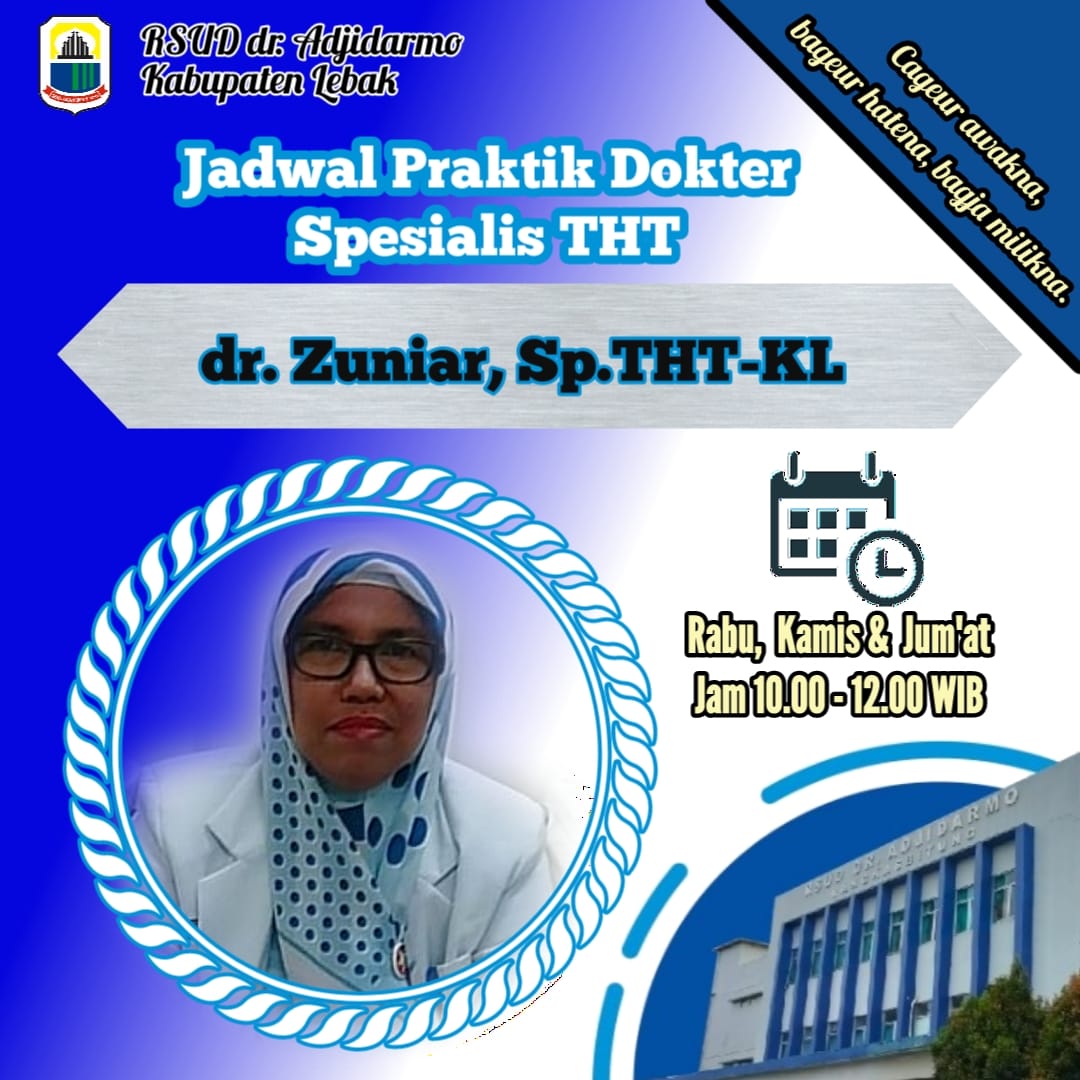 RSUD dr. Adjidarmo
Kabupaten Lebak
Cageur awakna,
bageur hatena, bagja milikna.
Jadwal Praktik Dokter
Spesialis THT
dr. Zuniar, Sp.THT-KL
Rabu, Kamis & Jum'at
Jam 10.00 - 12.00 WIB
RSUD DR. ADJIDARMO
RANGKASBITUNG